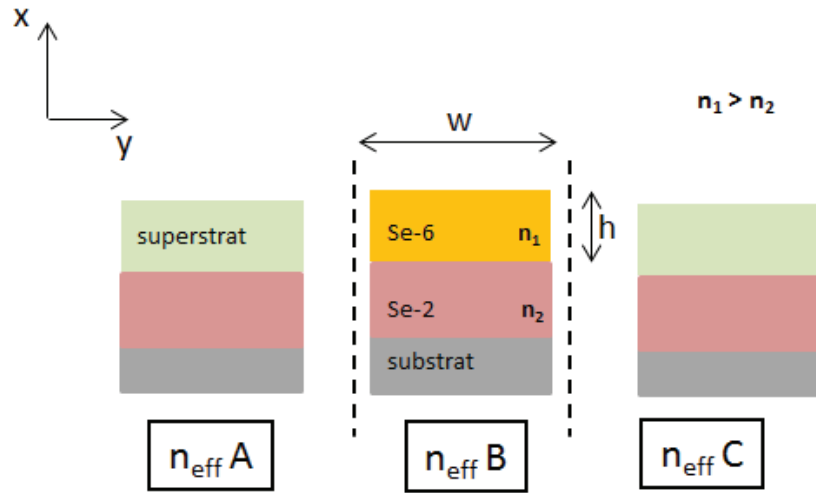 x
y
n₁ > n₂
w
h
superstrat
Se-6 n₁
Se-2 n₂
substrat
n_eff A
n_eff B
n_eff C